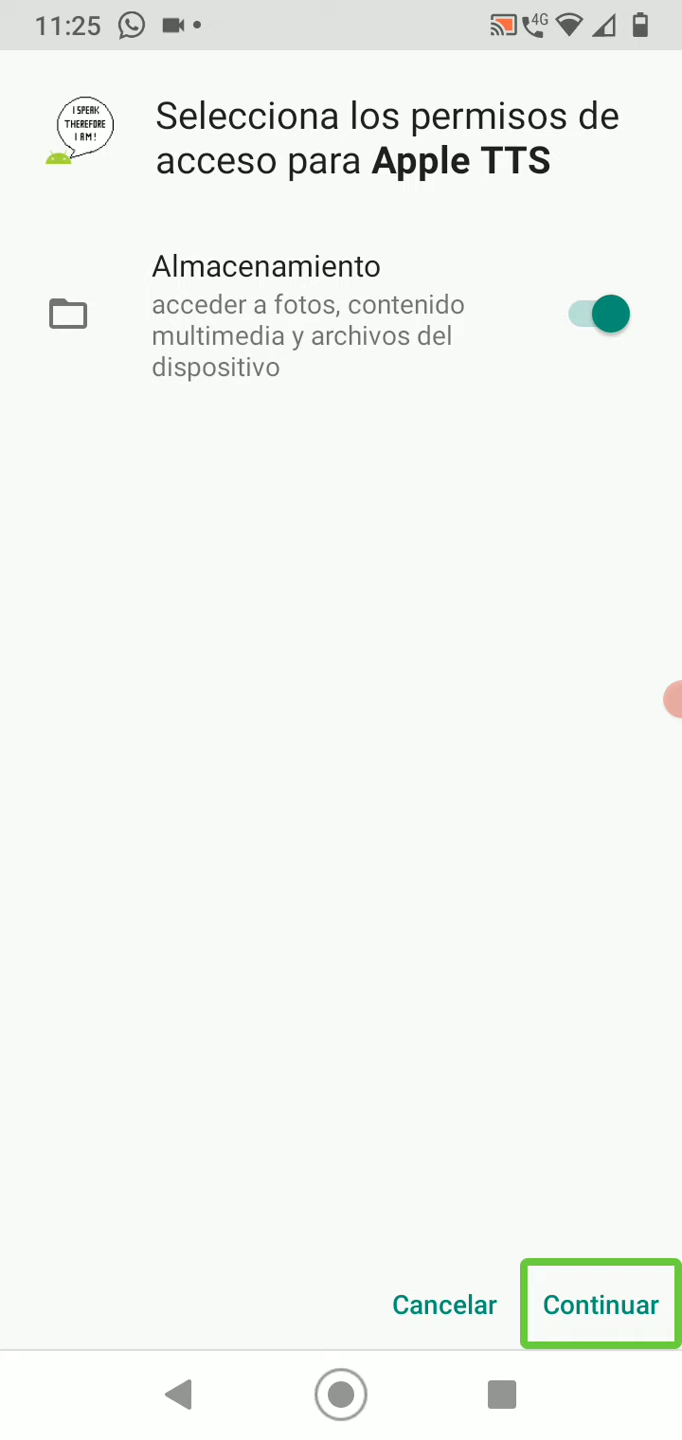 11:25
4G
I SPEAK
THEREFORE
I AM!
Selecciona los permisos de
acceso para Apple TTS
Almacenamiento
acceder a fotos, contenido
multimedia y archivos del
dispositivo
Cancelar
Continuar